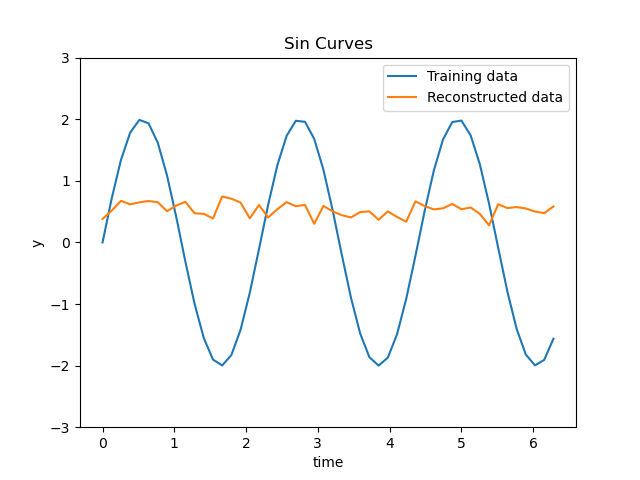 Sin Curves
Training data
Reconstructed data
3
2
1
0
−1
−2
−3
y
0
1
2
3
4
5
6
time